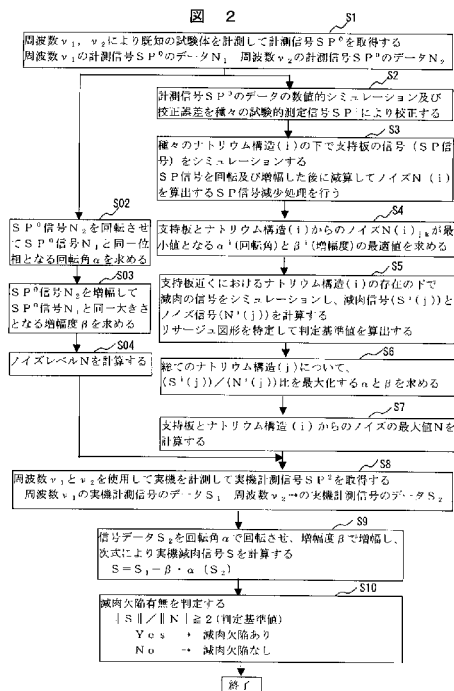 図 2
S1
周波数ν₁，ν₂により既知の試験体を計測して計測信号SP⁰を取得する
周波数ν₁の計測信号SP⁰のデータN₁ 周波数ν₂の計測信号SP⁰のデータN₂
S2
計測信号SP⁰のデータの数値的シミュレーション及び
校正誤差を種々の試験的測定信号SPⁱにより校正する
S3
種々のナトリウム構造(i)の下で支持板の信号（SP信
号）をシミュレーションする
SP信号を回転及び増幅した後に減算してノイズN(i)
を算出するSP信号減少処理を行う
S02
SP⁰信号N₂を回転させ
てSP⁰信号N₁と同一位
相となる回転角αを求める
S4
支持板とナトリウム構造(i)からのノイズN(i)ⱼₖが最
小値となるαⁱ(回転角)とβⁱ(増幅度)の最適値を求める
S03
SP⁰信号N₂を増幅して
SP⁰信号N₁と同一大きさ
となる増幅度βを求める
S5
支持板近くにおけるナトリウム構造(i)の存在の下で
減肉の信号をシミュレーションし、減肉信号(Sⁱ(j))と
ノイズ信号(Nⁱ(j))を計算する
リサージュ図形を特定して判定基準値を算出する
S04
ノイズレベルNを計算する
S6
総てのナトリウム構造(j)について、
(Sⁱ(j))／(Nⁱ(j))比を最大化するαとβを求める
S7
支持板とナトリウム構造(i)からのノイズの最大値Nを
計算する
S8
周波数ν₁とν₂を使用して実機を計測して実機計測信号SP²を取得する
周波数ν₁の実機計測信号のデータS₁ 周波数ν₂→の実機計測信号のデータS₂
S9
信号データS₂を回転角αで回転させ、増幅度βで増幅し、
次式により実機減肉信号Sを計算する
S＝S₁－β・α（S₂）
S10
減肉欠陥有無を判定する
‖S‖／‖N‖≧2（判定基準値）
Yes → 減肉欠陥あり
No → 減肉欠陥なし
終了